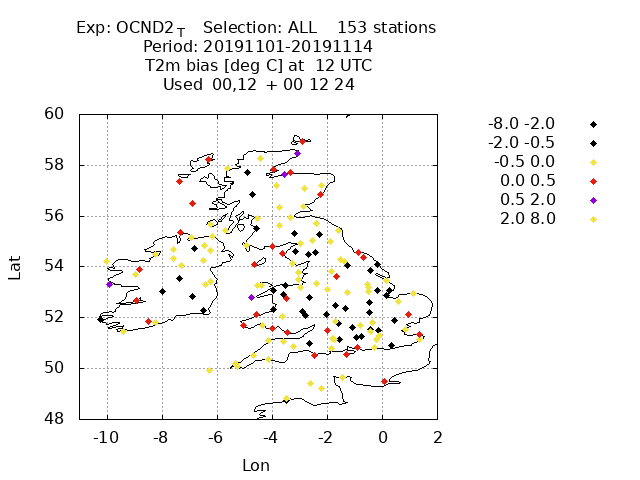 Exp: OCND2_T Selection: ALL 153 stations
Period: 20191101-20191114
T2m bias [deg C] at 12 UTC
Used 00,12 + 00 12 24
60
58
56
54
52
50
48
-10 -8 -6 -4 -2 0 2
Lat
Lon
-8.0 -2.0
-2.0 -0.5
-0.5 0.0
0.0 0.5
0.5 2.0
2.0 8.0